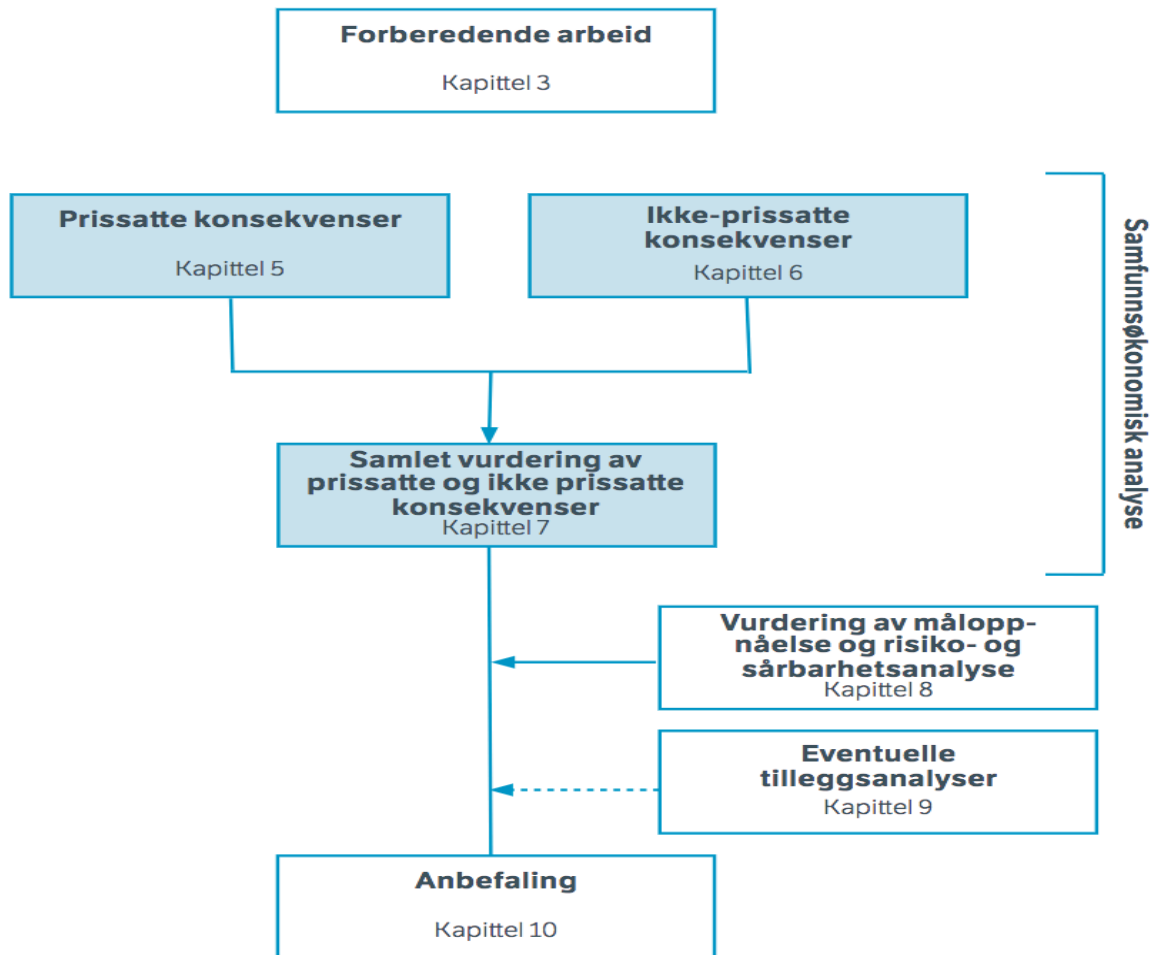 Forberedende arbeid
Kapittel 3
Prissatte konsekvenser
Kapittel 5
Ikke-prissatte
konsekvenser
Kapittel 6
Samfunnsøkonomisk analyse
Samlet vurdering av
prissatte og ikke prissatte
konsekvenser
Kapittel 7
Vurdering av målopp-
nåelse og risiko- og
sårbarhetsanalyse
Kapittel 8
Eventuelle
tilleggsanalyser
Kapittel 9
Anbefaling
Kapittel 10